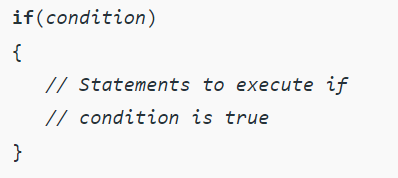 if(condition)
{
// Statements to execute if
// condition is true
}